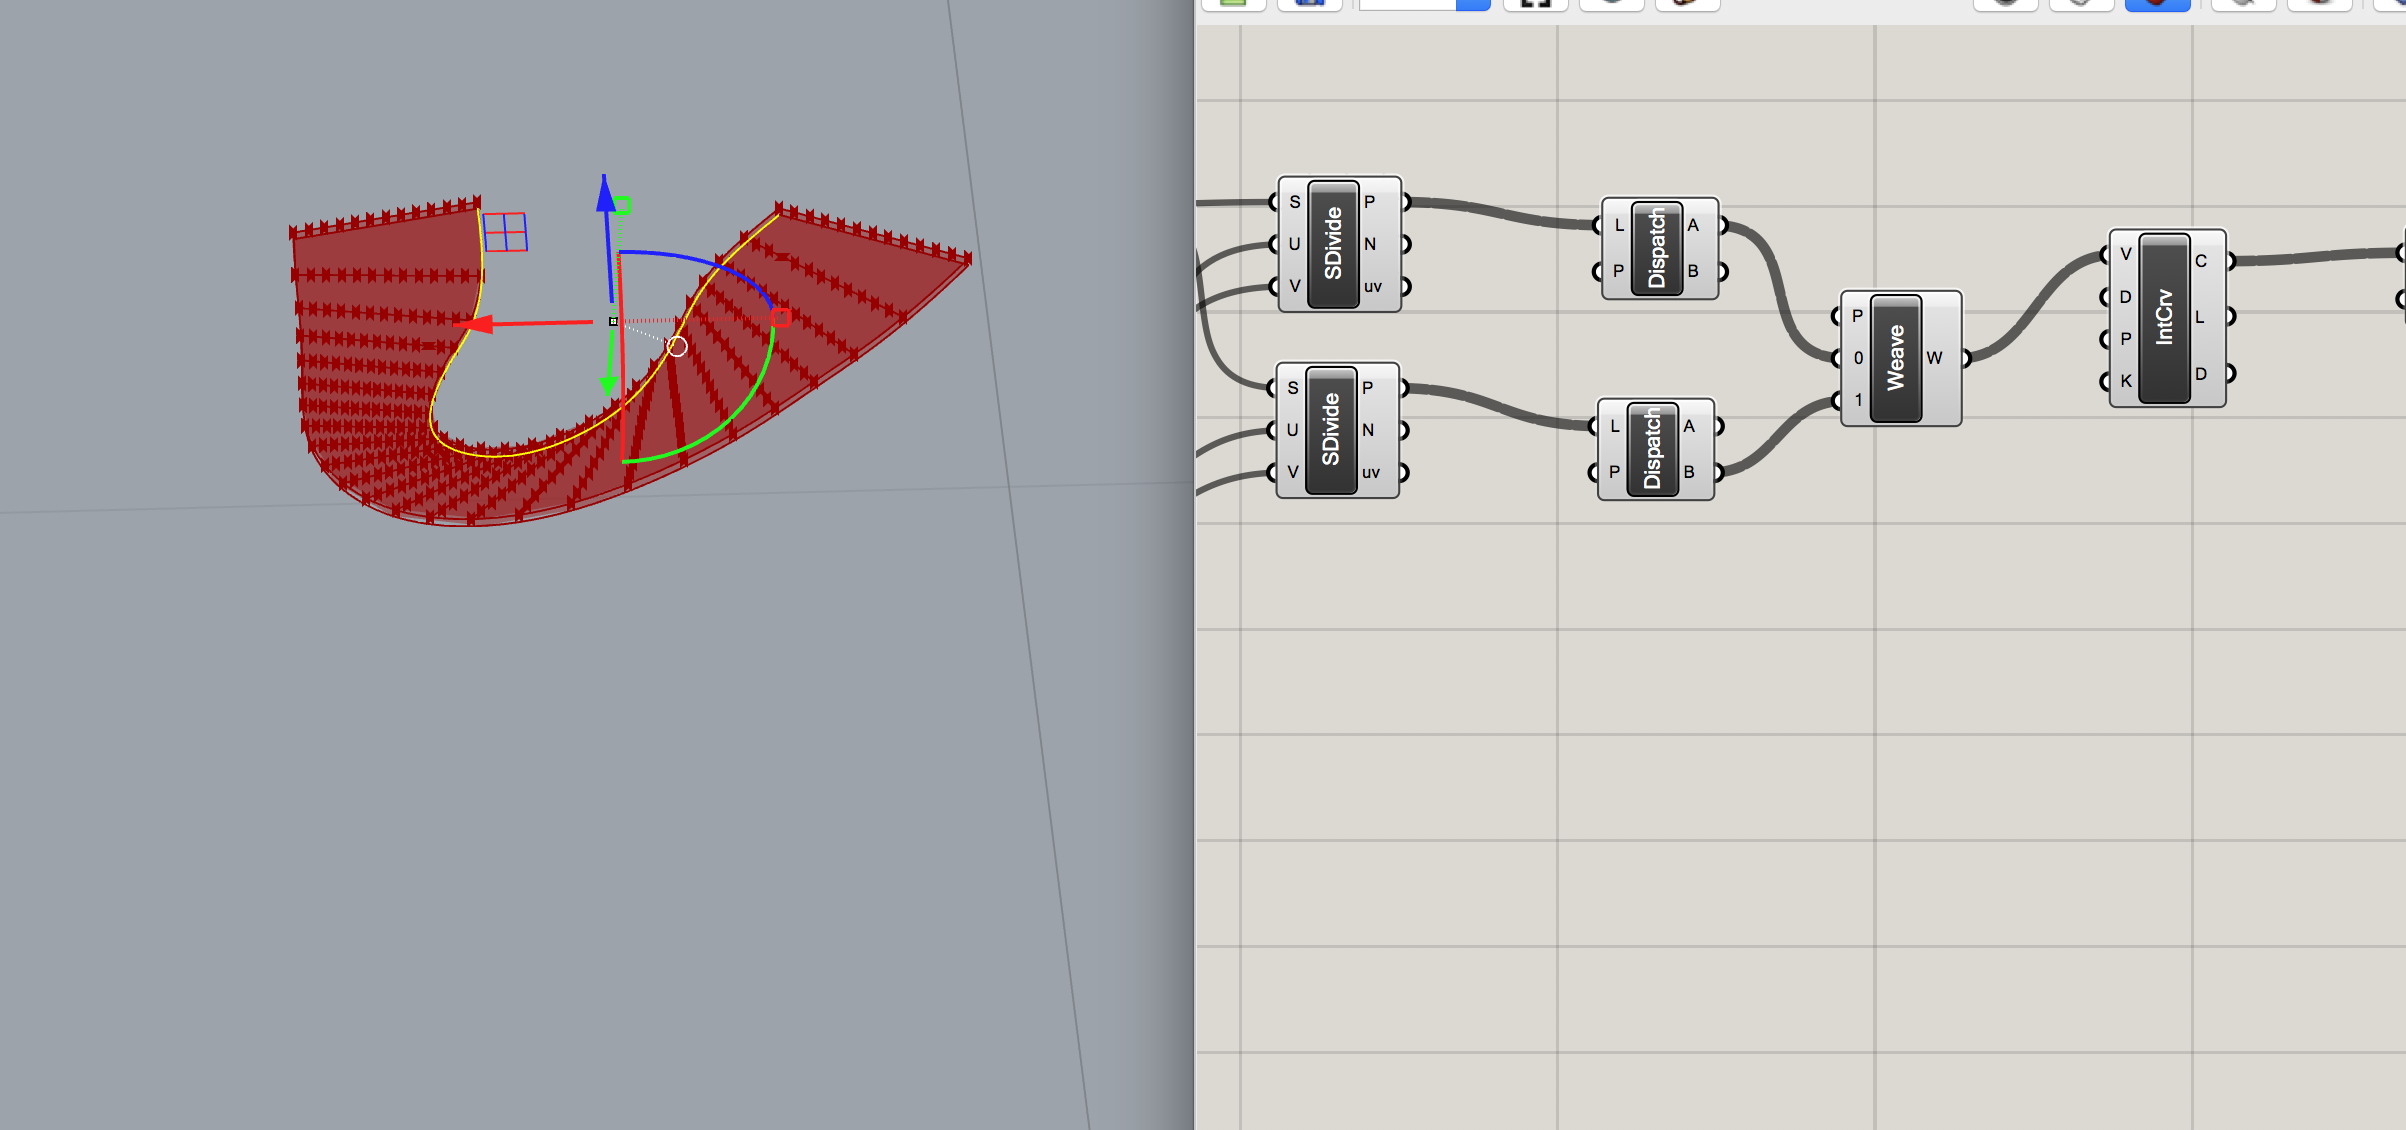 S SDivide P
U N
V uv
L Dispatch A
P B
S SDivide P
U N
V uv
L Dispatch A
P B
P Weave
0 W
1
V IntCrv C
D L
P D
K